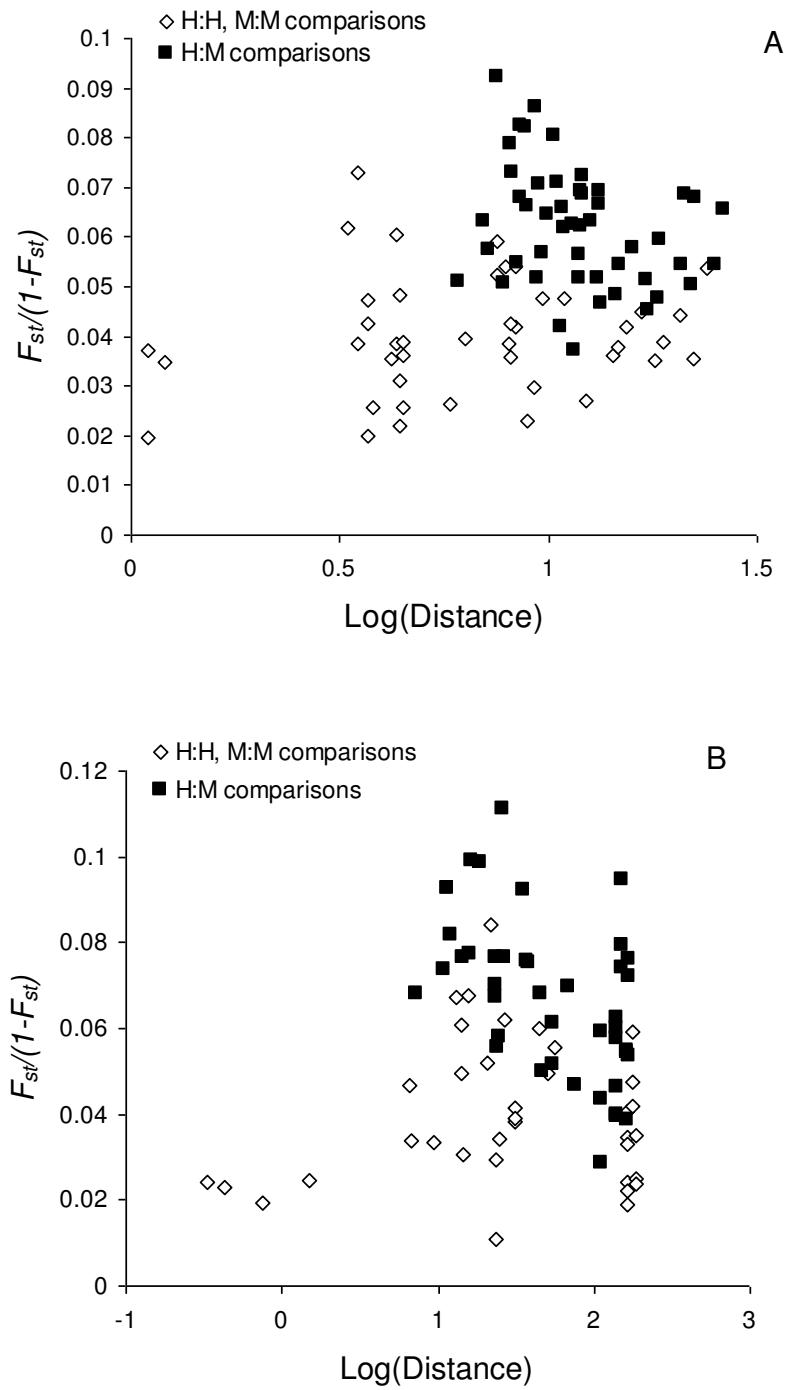 ◇ H:H, M:M comparisons
■ H:M comparisons
A
0.1
0.09
0.08
0.07
0.06
0.05
0.04
0.03
0.02
0.01
0
Fst/(1-Fst)
0 0.5 1 1.5
Log(Distance)
◇ H:H, M:M comparisons
■ H:M comparisons
B
0.12
0.1
0.08
0.06
0.04
0.02
0
Fst/(1-Fst)
-1 0 1 2 3
Log(Distance)